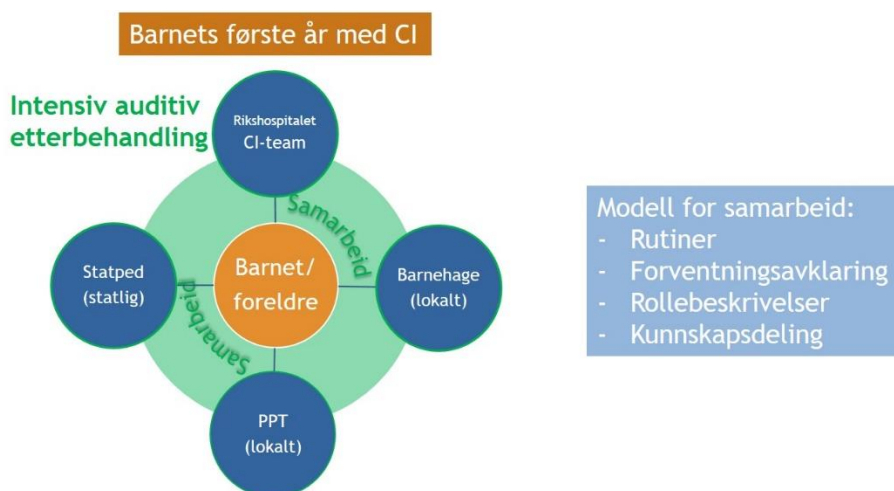 Barnets første år med CI
Intensiv auditiv
etterbehandling
Rikshospitalet
CI-team
Samarbeid
Statped
(statlig)
Barnet/
foreldre
Barnehage
(lokalt)
Samarbeid
PPT
(lokalt)
Modell for samarbeid:
- Rutiner
- Forventningsavklaring
- Rollebeskrivelser
- Kunnskapsdeling